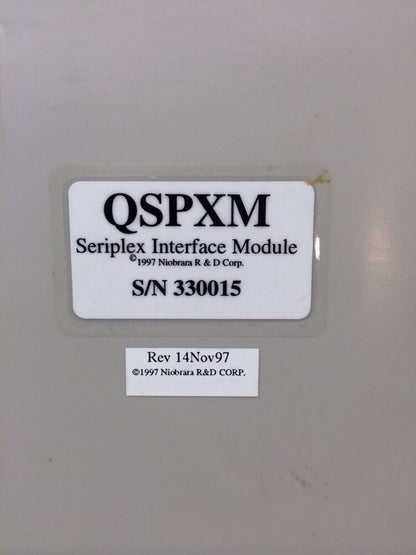 QSPXM
Seriplex Interface Module
©1997 Niobrara R & D Corp.
S/N 330015
Rev 14Nov97
©1997 Niobrara R&D CORP.